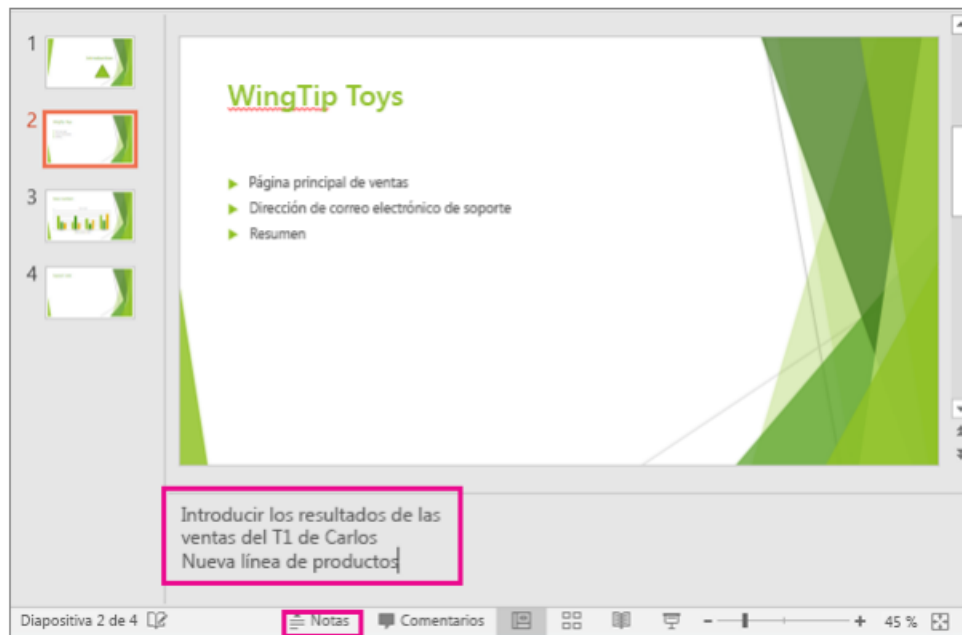 1
2
3
4
WingTip Toys
Página principal de ventas
Dirección de correo electrónico de soporte
Resumen
Introducir los resultados de las
ventas del T1 de Carlos
Nueva línea de productos
Diapositiva 2 de 4 Notas Comentarios - + 45 %